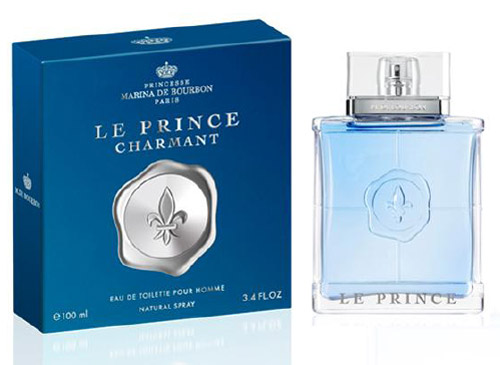 PRINCESSE
MARINA DE BOURBON
PARIS
LE PRINCE
CHARMANT
EAU DE TOILETTE POUR HOMME
NATURAL SPRAY
℮ 100 ml
3.4 FL.OZ
LE PRINCE